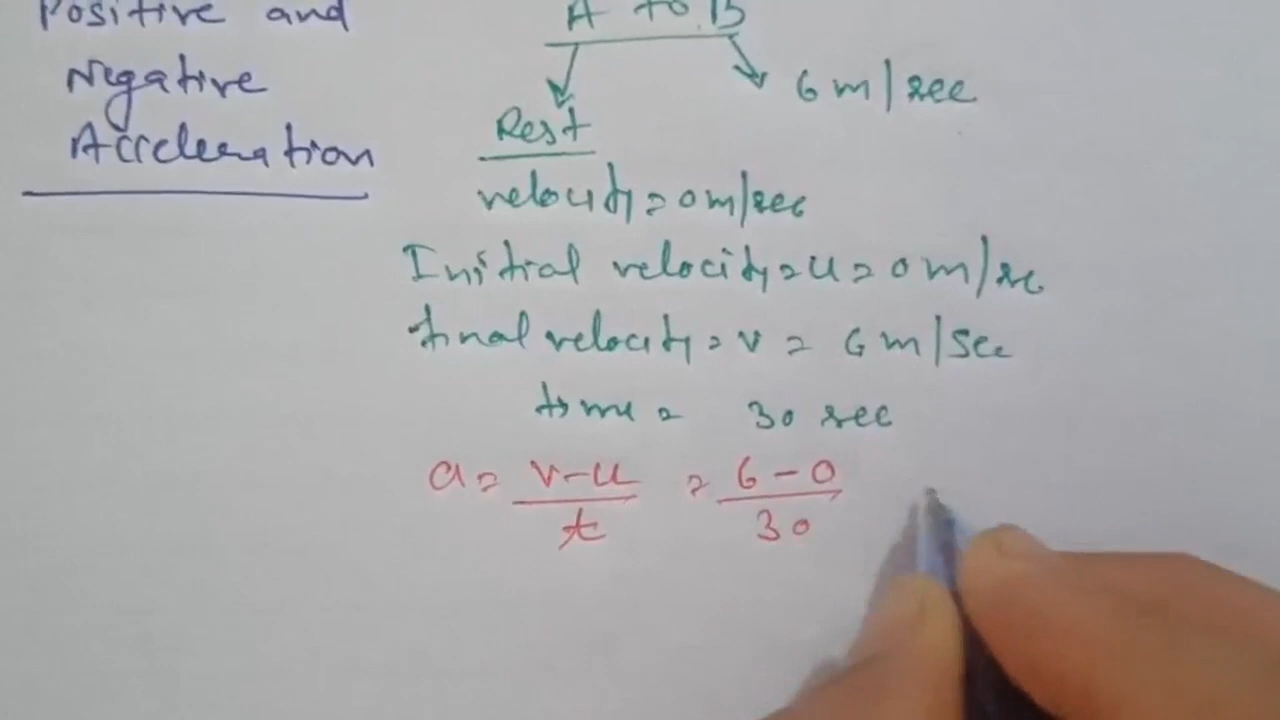 Positive and
Negative
Acceleration
A to B
6 m/sec
Rest
velocity = 0 m/sec
Initial velocity = u = 0 m/sec
final velocity = v = 6 m/sec
time = 30 sec
a = v-u / t = 6-0 / 30